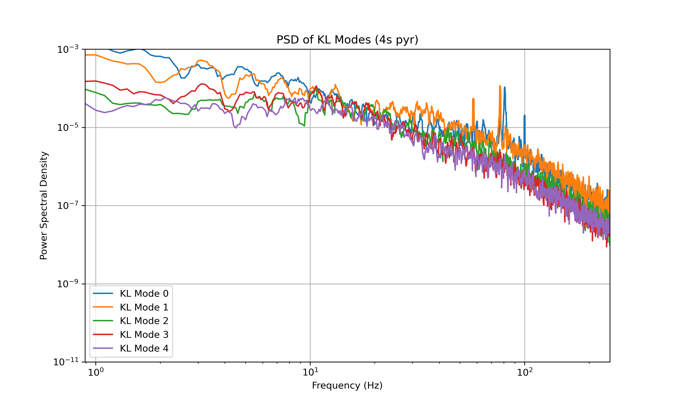 PSD of KL Modes (4s pyr)
Power Spectral Density
10⁻³
10⁻⁵
10⁻⁷
10⁻⁹
10⁻¹¹
KL Mode 0
KL Mode 1
KL Mode 2
KL Mode 3
KL Mode 4
10⁰
10¹
10²
Frequency (Hz)